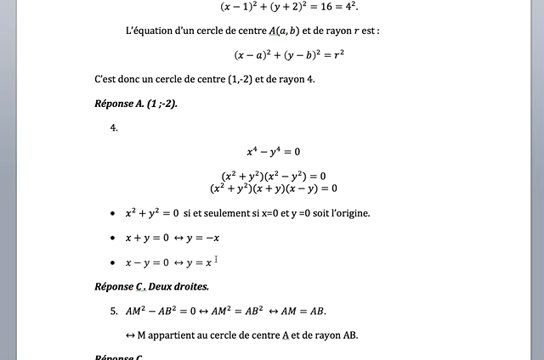 (x − 1)² + (y + 2)² = 16 = 4².
L'équation d'un cercle de centre A(a, b) et de rayon r est :
(x − a)² + (y − b)² = r²
C'est donc un cercle de centre (1,-2) et de rayon 4.
Réponse A. (1 ;-2).
4.
x⁴ − y⁴ = 0
(x² + y²)(x² − y²) = 0
(x² + y²)(x + y)(x − y) = 0
• x² + y² = 0 si et seulement si x=0 et y =0 soit l'origine.
• x + y = 0 ↔ y = −x
• x − y = 0 ↔ y = x
Réponse C. Deux droites.
5. AM² − AB² = 0 ↔ AM² = AB² ↔ AM = AB.
↔ M appartient au cercle de centre A et de rayon AB.
Réponse C